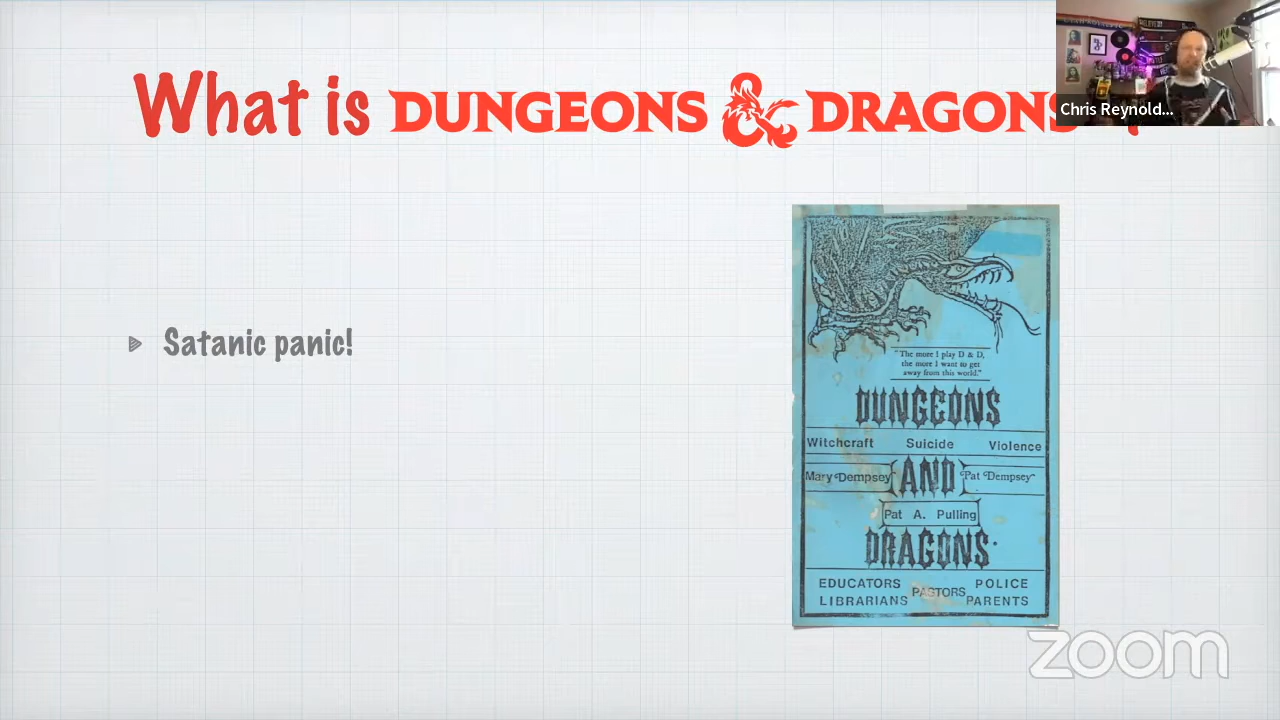 What is DUNGEONS & DRAGONS
Chris Reynold...
Satanic panic!
"The more I play D & D,
the more I want to get
away from this world."
DUNGEONS
Witchcraft Suicide Violence
Mary Dempsey AND Pat Dempsey
Pat A. Pulling
DRAGONS
EDUCATORS POLICE
PASTORS
LIBRARIANS PARENTS
zoom